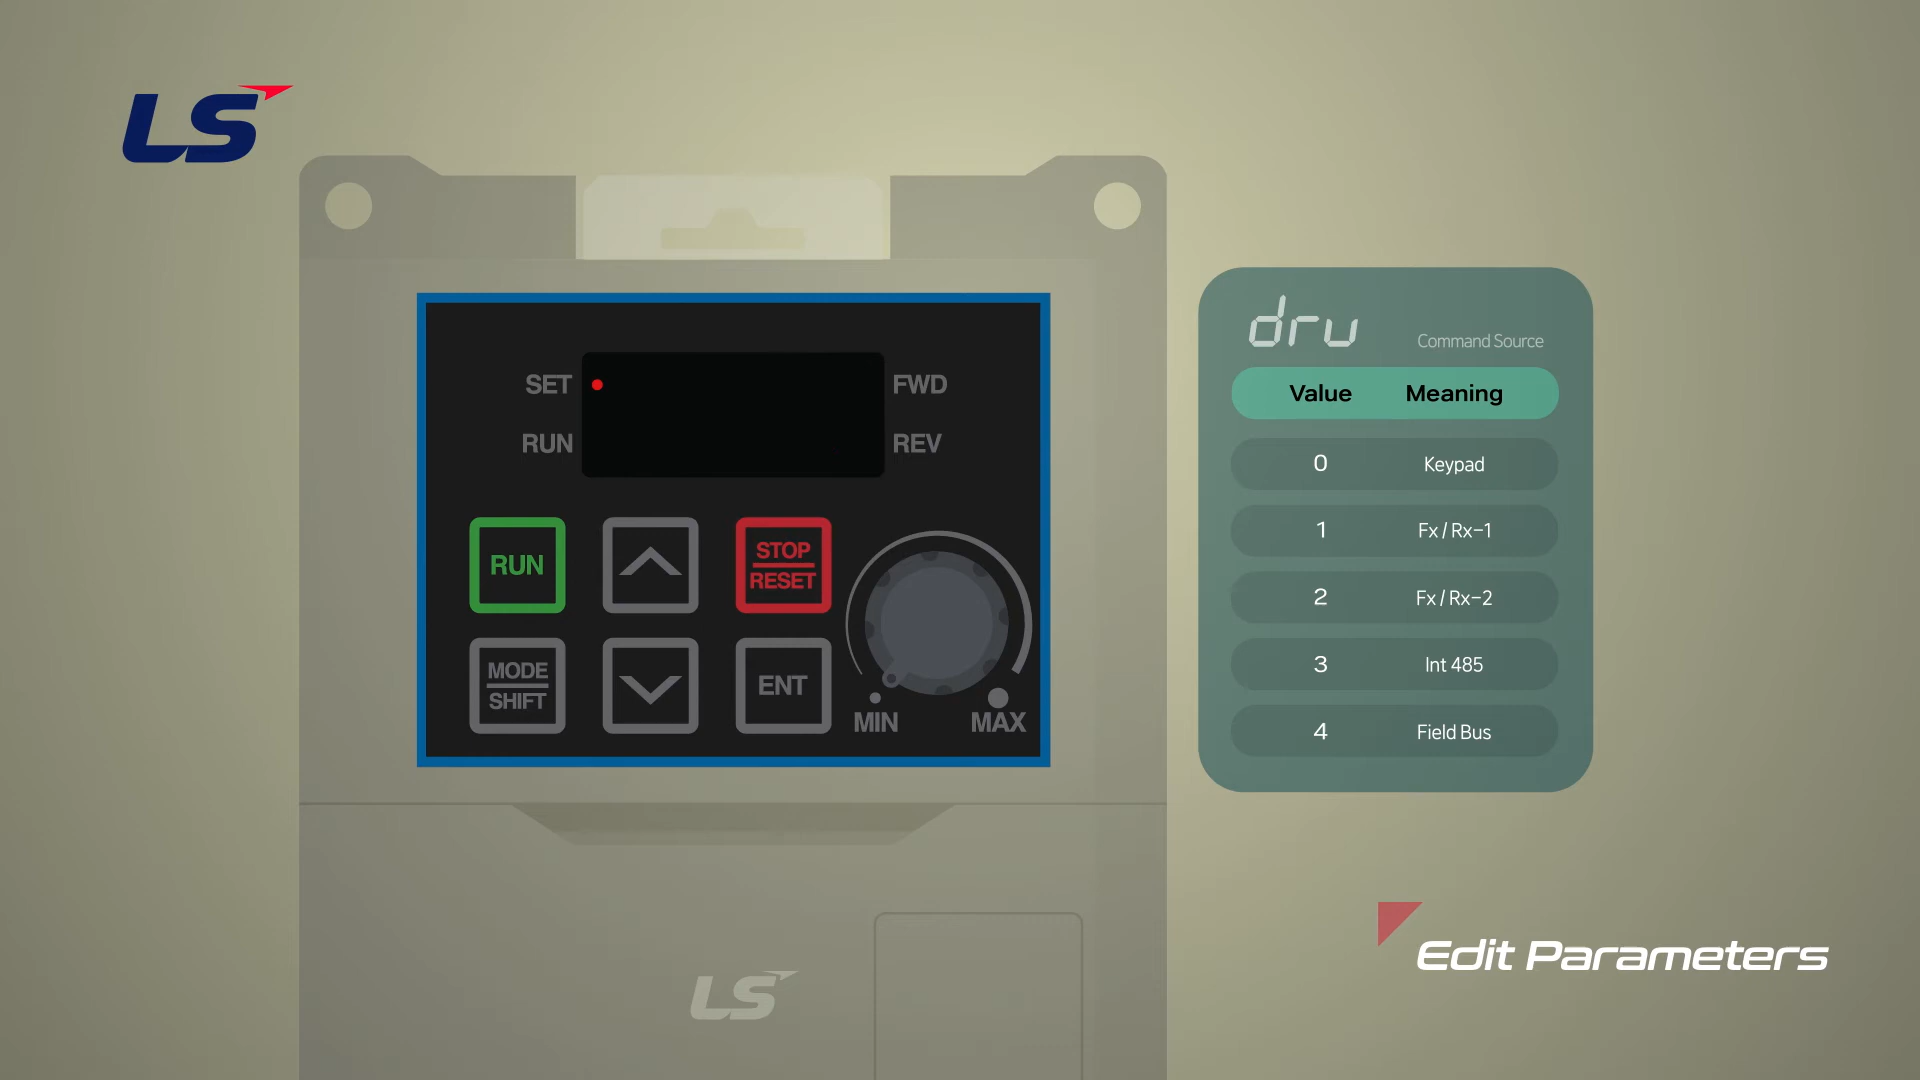 LS
SET
FWD
RUN
REV
RUN
STOP
RESET
MODE
SHIFT
ENT
MIN
MAX
dru
Command Source
Value Meaning
0 Keypad
1 Fx / Rx-1
2 Fx / Rx-2
3 Int 485
4 Field Bus
Edit Parameters
LS